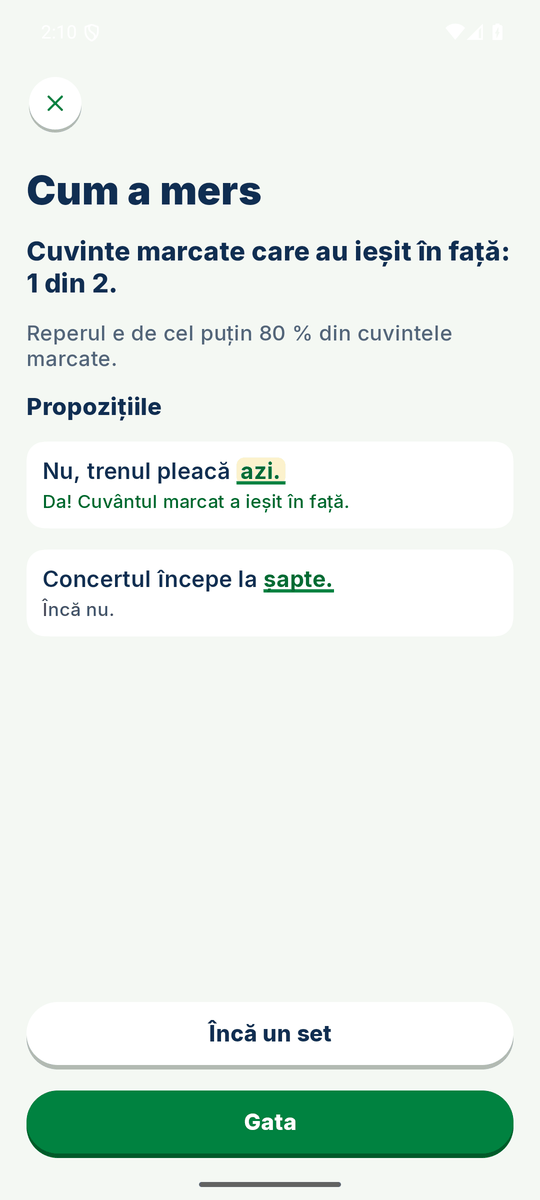 2:10
Cum a mers
Cuvinte marcate care au ieșit în față:
1 din 2.
Reperul e de cel puțin 80 % din cuvintele
marcate.
Propozițiile
Nu, trenul pleacă azi.
Da! Cuvântul marcat a ieșit în față.
Concertul începe la șapte.
Încă nu.
Încă un set
Gata